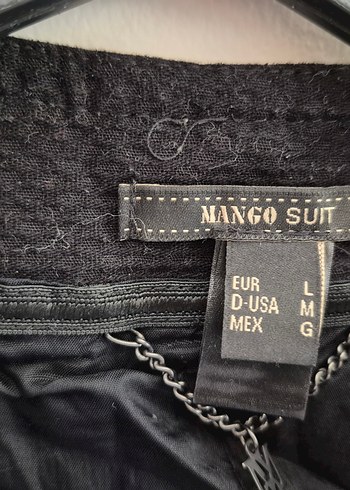 MANGO SUIT
EUR L
D-USA M
MEX G